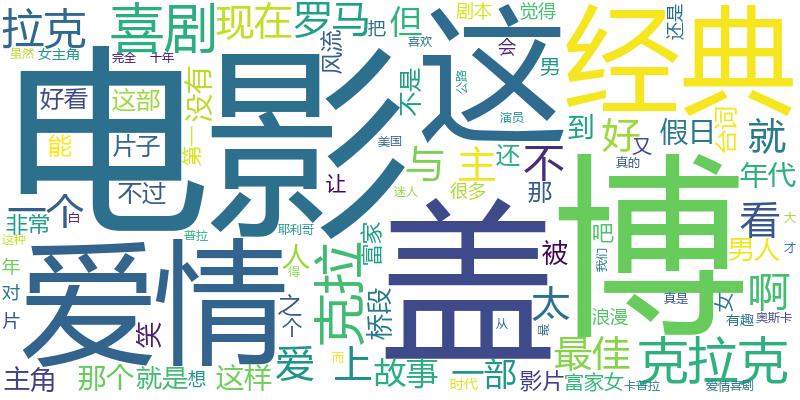 拉克 喜剧 现在 罗马 但 剧本 觉得 经典 还是
虽然 女主角 完全 十年 风流 把 喜欢 会 男
电影 这
好看 这部 没有 不是 公路 演员 到 好 又 假日 台词 就
能 片子 第一 美国 与 主 还 不 真的
一个 不过 让 迷人 很多 那 博 年代
非常 白 盖 看
这种 普拉 耶利哥 富家 被 吧 我们 男人 大
年 爱情 人 得 克拉 才
对 之个 桥段 太 浪漫 真是 女 啊
片 笑 从 最 有趣 奥斯卡
主角 那个 就是 想 这样 爱 而 上 故事 时代 一部 影片 最佳 富家女 卡普拉 克拉克 爱情喜剧